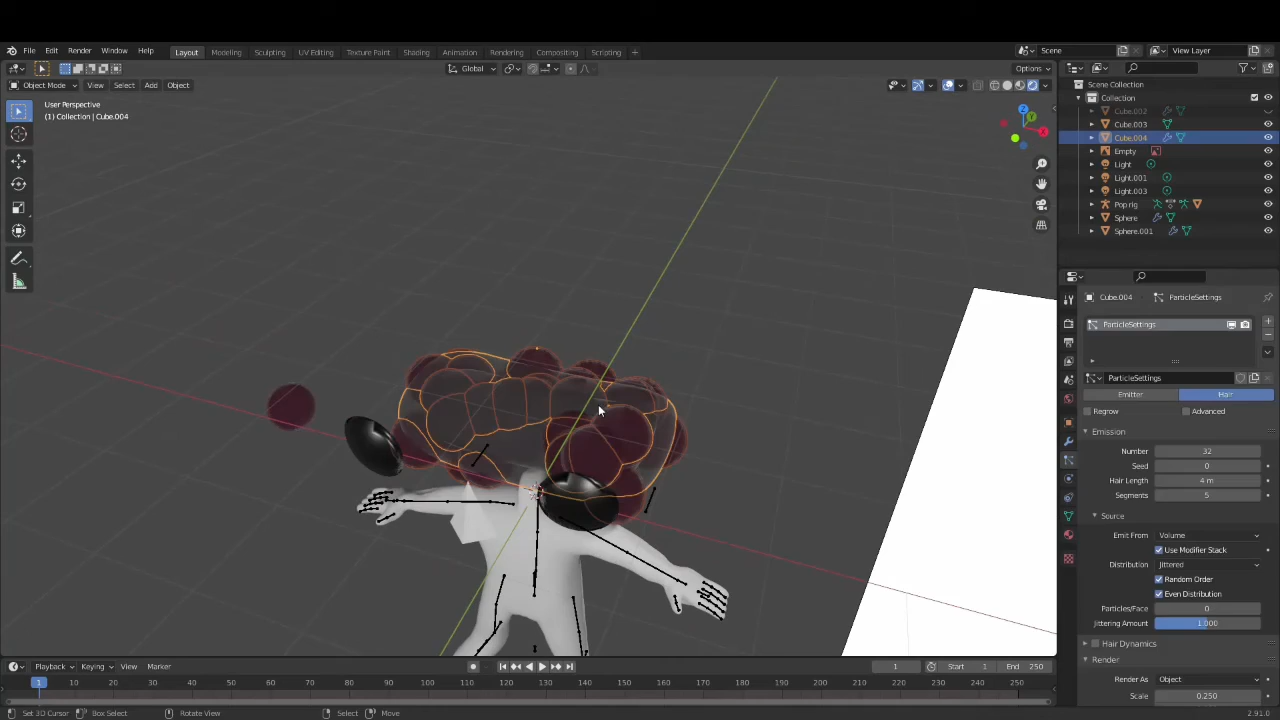 File Edit Render Window Help Layout Modeling Sculpting UV Editing Texture Paint Shading Animation Rendering Compositing Scripting + Scene View Layer
Global Options
Object Mode View Select Add Object
User Perspective
(1) Collection | Cube.004
X
Y
Z
Scene Collection
Collection
Cube.002
Cube.003
Cube.004
Empty
Light
Light.001
Light.003
Pop rig
Sphere
Sphere.001
Cube.004 ParticleSettings
ParticleSettings
ParticleSettings
Emitter Hair
Regrow Advanced
Emission
Number 32
Seed 0
Hair Length 4 m
Segments 5
Source
Emit From Volume
Use Modifier Stack
Distribution Jittered
Random Order
Even Distribution
Particles/Face 0
Jittering Amount 1.000
Hair Dynamics
Render
Render As Object
Scale 0.250
Playback Keying View Marker 1 Start 1 End 250
1 10 20 30 40 50 60 70 80 90 100 110 120 130 140 150 160 170 180 190 200 210 220 230 240 250
Set 3D Cursor Box Select Rotate View Select Move 2.91.0